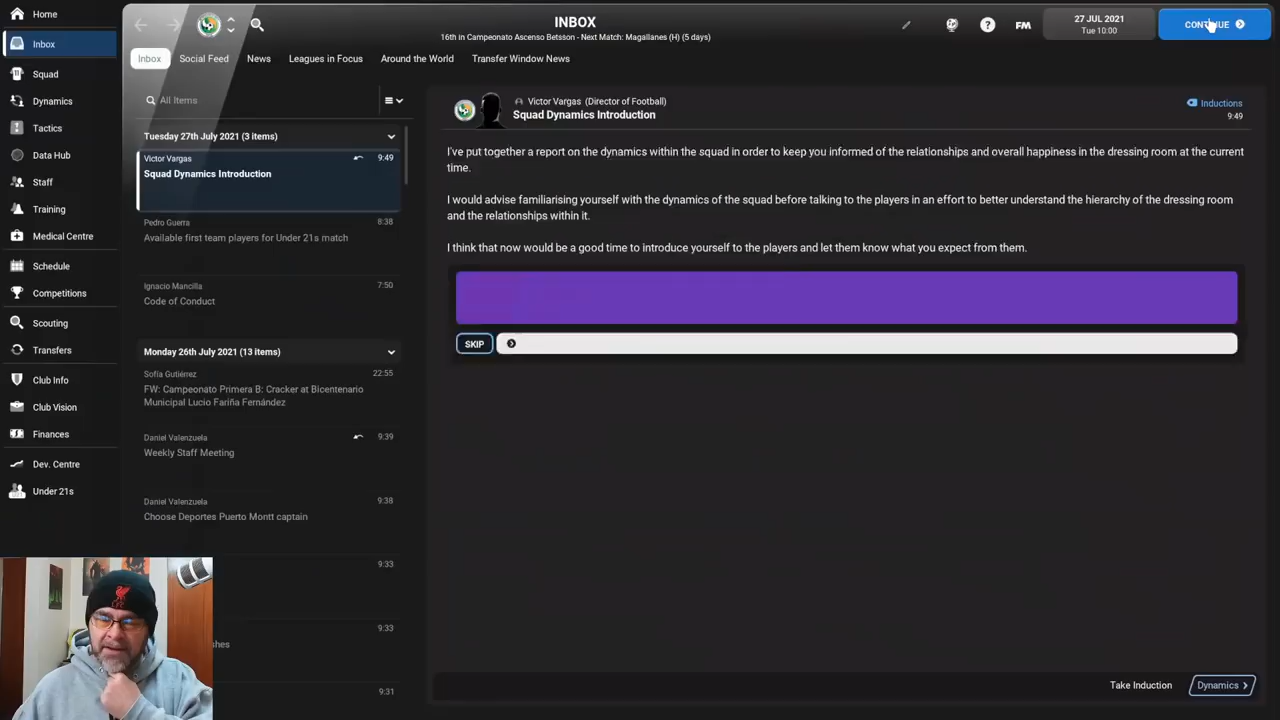 Home
INBOX
16th in Campeonato Ascenso Betsson - Next Match: Magallanes (H) (5 days)
FM
27 JUL 2021
Tue 10:00
CONTINUE
Inbox
Squad
Dynamics
Tactics
Data Hub
Staff
Training
Medical Centre
Schedule
Competitions
Scouting
Transfers
Club Info
Club Vision
Finances
Dev. Centre
Under 21s
Inbox
Social Feed
News
Leagues in Focus
Around the World
Transfer Window News
All Items
Tuesday 27th July 2021 (3 items)
Victor Vargas 9:49
Squad Dynamics Introduction
Pedro Guerra 8:38
Available first team players for Under 21s match
Ignacio Mancilla 7:50
Code of Conduct
Monday 26th July 2021 (13 items)
Sofía Gutiérrez 22:55
FW: Campeonato Primera B: Cracker at Bicentenario
Municipal Lucio Fariña Fernández
Daniel Valenzuela 9:39
Weekly Staff Meeting
Daniel Valenzuela 9:38
Choose Deportes Puerto Montt captain
9:33
9:33
shes
9:31
Victor Vargas (Director of Football)
Squad Dynamics Introduction
Inductions
9:49
I've put together a report on the dynamics within the squad in order to keep you informed of the relationships and overall happiness in the dressing room at the current
time.
I would advise familiarising yourself with the dynamics of the squad before talking to the players in an effort to better understand the hierarchy of the dressing room
and the relationships within it.
I think that now would be a good time to introduce yourself to the players and let them know what you expect from them.
SKIP
Take Induction
Dynamics